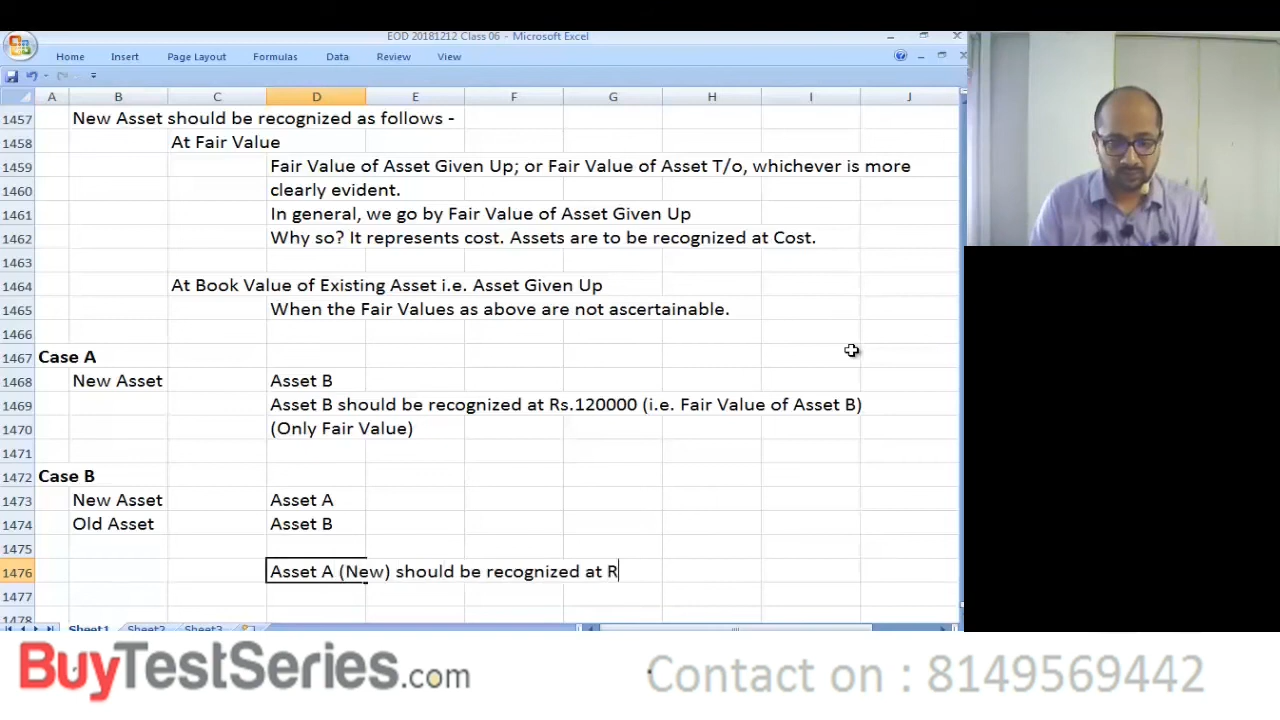 EOD 20181212 Class 06 - Microsoft Excel
Home Insert Page Layout Formulas Data Review View
A B C D E F G H I J
1457 New Asset should be recognized as follows -
1458 At Fair Value
1459 Fair Value of Asset Given Up; or Fair Value of Asset T/o, whichever is more
1460 clearly evident.
1461 In general, we go by Fair Value of Asset Given Up
1462 Why so? It represents cost. Assets are to be recognized at Cost.
1463
1464 At Book Value of Existing Asset i.e. Asset Given Up
1465 When the Fair Values as above are not ascertainable.
1466
1467 Case A
1468 New Asset Asset B
1469 Asset B should be recognized at Rs.120000 (i.e. Fair Value of Asset B)
1470 (Only Fair Value)
1471
1472 Case B
1473 New Asset Asset A
1474 Old Asset Asset B
1475
1476 Asset A (New) should be recognized at R
1477
1478
Sheet1 Sheet2 Sheet3
BuyTestSeries.com Contact on : 8149569442